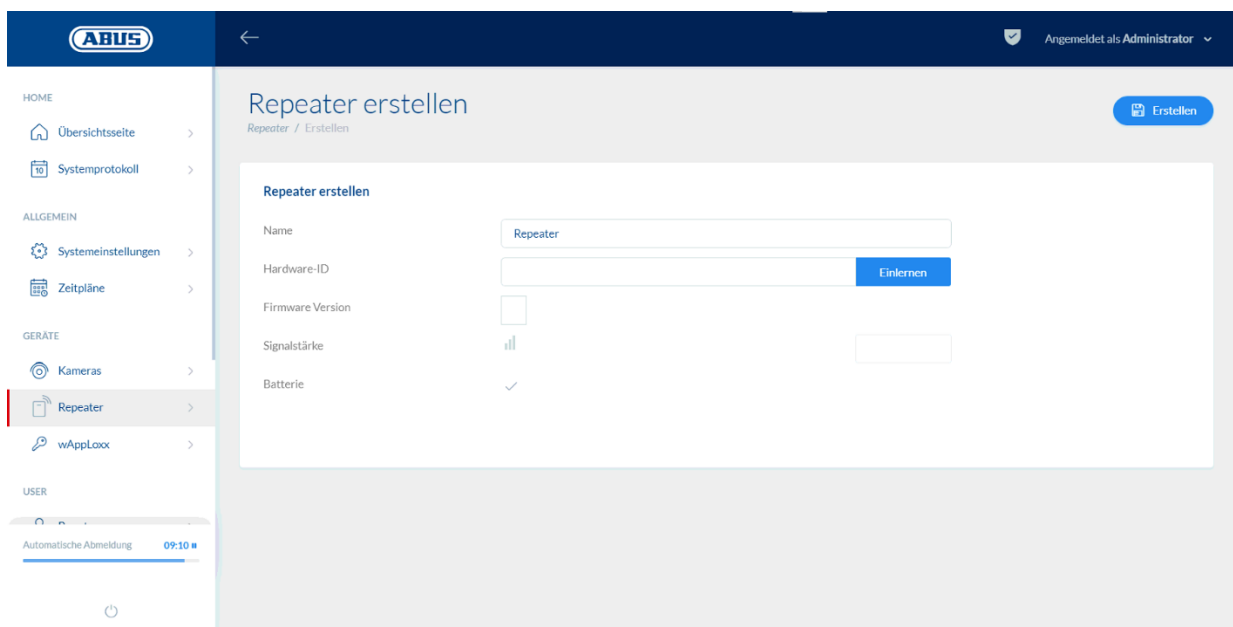 ABUS
Angemeldet als Administrator
HOME
Übersichtsseite
10
Systemprotokoll
ALLGEMEIN
Systemeinstellungen
Zeitpläne
GERÄTE
Kameras
Repeater
wAppLoxx
USER
Automatische Abmeldung 09:10
Repeater erstellen
Repeater / Erstellen
Erstellen
Repeater erstellen
Name
Repeater
Hardware-ID
Einlernen
Firmware Version
Signalstärke
Batterie